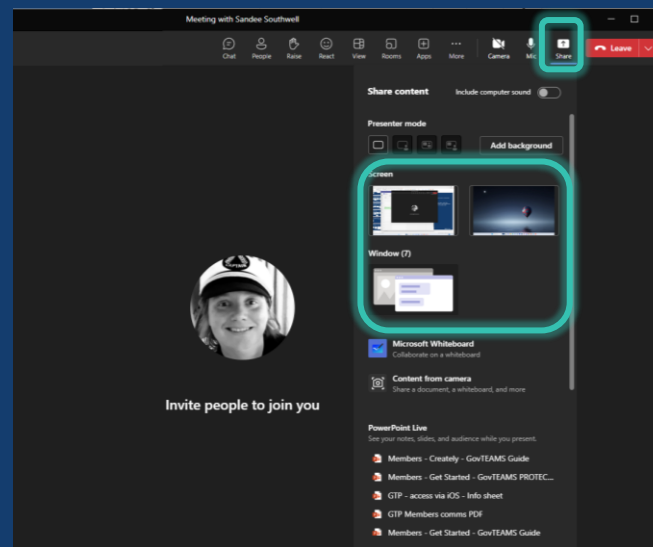 Meeting with Sandee Southwell
Chat People Raise React View Rooms Apps More Camera Mic Share Leave
Share content Include computer sound
Presenter mode
Add background
Screen
Window (7)
Microsoft Whiteboard
Collaborate on a whiteboard
Content from camera
Share a document, a whiteboard, and more
Invite people to join you
PowerPoint Live
See your notes, slides, and audience while you present.
Members - Creately - GovTEAMS Guide
Members - Get Started - GovTEAMS PROTEC...
GTP - access via iOS - Info sheet
GTP Members comms PDF
Members - Get Started - GovTEAMS Guide